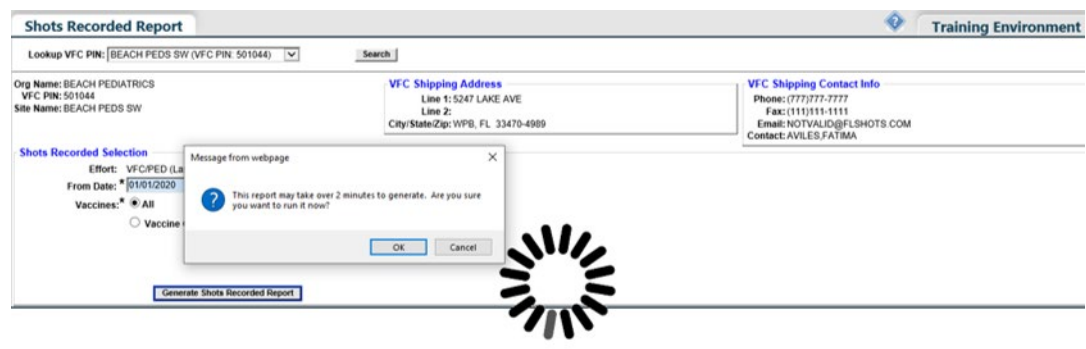 Shots Recorded Report
Training Environment
Lookup VFC PIN: BEACH PEDS SW (VFC PIN: 501044)
Search
Org Name: BEACH PEDIATRICS
VFC PIN: 501044
Site Name: BEACH PEDS SW
VFC Shipping Address
Line 1: 5247 LAKE AVE
Line 2:
City/State/Zip: WPB, FL 33470-4989
VFC Shipping Contact Info
Phone: (777)777-7777
Fax: (111)111-1111
Email: NOTVALID@FLSHOTS.COM
Contact: AVILES,FATIMA
Shots Recorded Selection
Effort: VFC/PED (La
From Date: * 01/01/2020
Vaccines: * All
Vaccine
Message from webpage
This report may take over 2 minutes to generate. Are you sure
you want to run it now?
OK
Cancel
Generate Shots Recorded Report